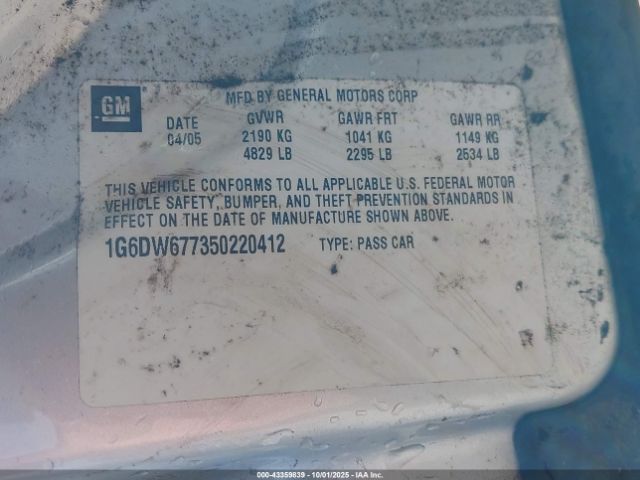 GM
MFD BY GENERAL MOTORS CORP
DATE GVWR GAWR FRT GAWR RR
04/05 2190 KG 1041 KG 1149 KG
4829 LB 2295 LB 2534 LB
THIS VEHICLE CONFORMS TO ALL APPLICABLE U.S. FEDERAL MOTOR
VEHICLE SAFETY, BUMPER, AND THEFT PREVENTION STANDARDS IN
EFFECT ON THE DATE OF MANUFACTURE SHOWN ABOVE.
1G6DW677350220412 TYPE: PASS CAR
000-43359839 - 10/01/2025 - © IAA Inc.